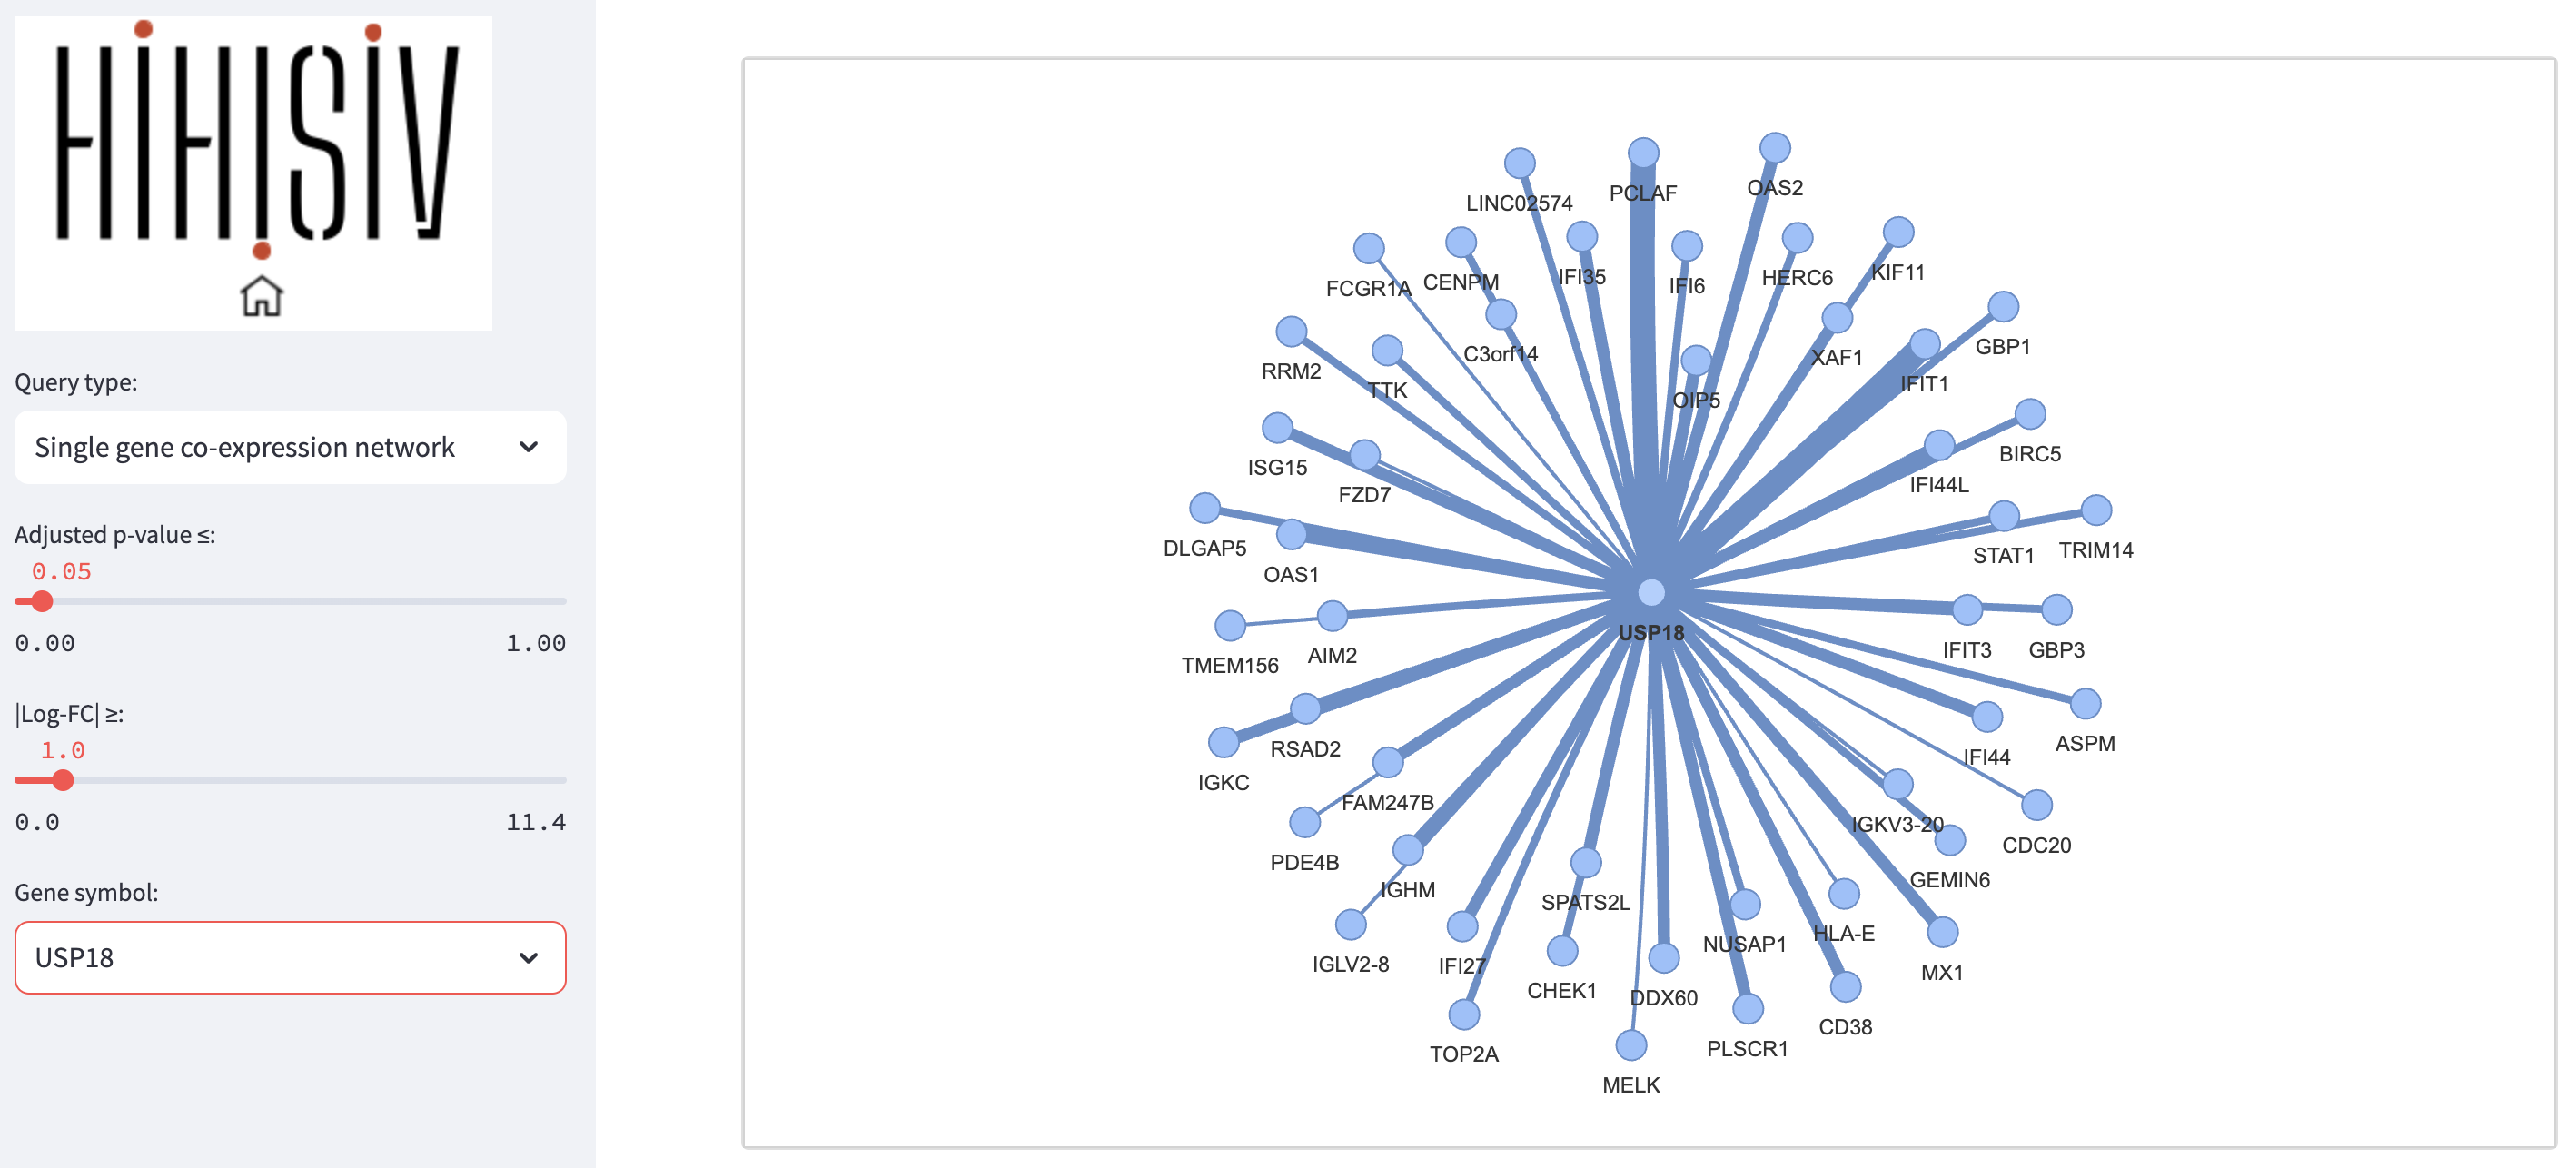 HIHISIV
Query type:
Single gene co-expression network
Adjusted p-value ≤:
0.05
0.00 1.00
|Log-FC| ≥:
1.0
0.0 11.4
Gene symbol:
USP18
LINC02574
PCLAF
OAS2
FCGR1A
CENPM
IFI35
IFI6
HERC6
KIF11
RRM2
TTK
C3orf14
OIP5
XAF1
IFIT1
GBP1
ISG15
FZD7
IFI44L
BIRC5
DLGAP5
OAS1
STAT1
TRIM14
TMEM156
AIM2
USP18
IFIT3
GBP3
IGKC
RSAD2
IFI44
ASPM
PDE4B
FAM247B
IGKV3-20
CDC20
IGHM
SPATS2L
GEMIN6
IGLV2-8
IFI27
CHEK1
DDX60
NUSAP1
HLA-E
MX1
TOP2A
MELK
PLSCR1
CD38